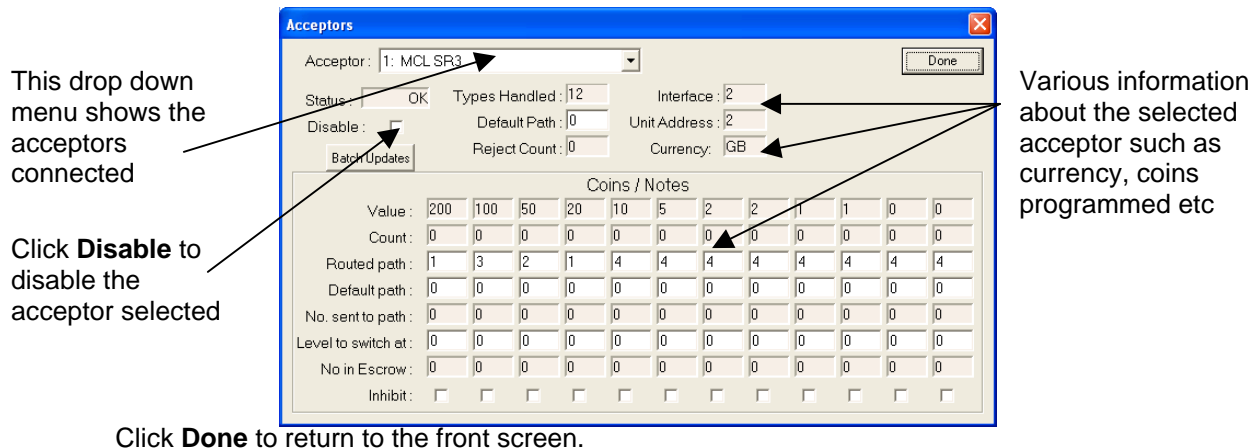 Acceptors
Acceptor: 1: MCL SR3
Done
Status: OK
Types Handled: 12
Interface: 2
Disable:
Default Path: 0
Unit Address: 2
Batch Updates
Reject Count: 0
Currency: GB
Coins / Notes
Value: 200 100 50 20 10 5 2 2 1 1 0 0
Count: 0 0 0 0 0 0 0 0 0 0 0 0
Routed path: 1 3 2 1 4 4 4 4 4 4 4 4
Default path: 0 0 0 0 0 0 0 0 0 0 0 0
No. sent to path: 0 0 0 0 0 0 0 0 0 0 0 0
Level to switch at: 0 0 0 0 0 0 0 0 0 0 0 0
No in Escrow: 0 0 0 0 0 0 0 0 0 0 0 0
Inhibit:
This drop down
menu shows the
acceptors
connected
Click Disable to
disable the
acceptor selected
Various information
about the selected
acceptor such as
currency, coins
programmed etc
Click Done to return to the front screen.